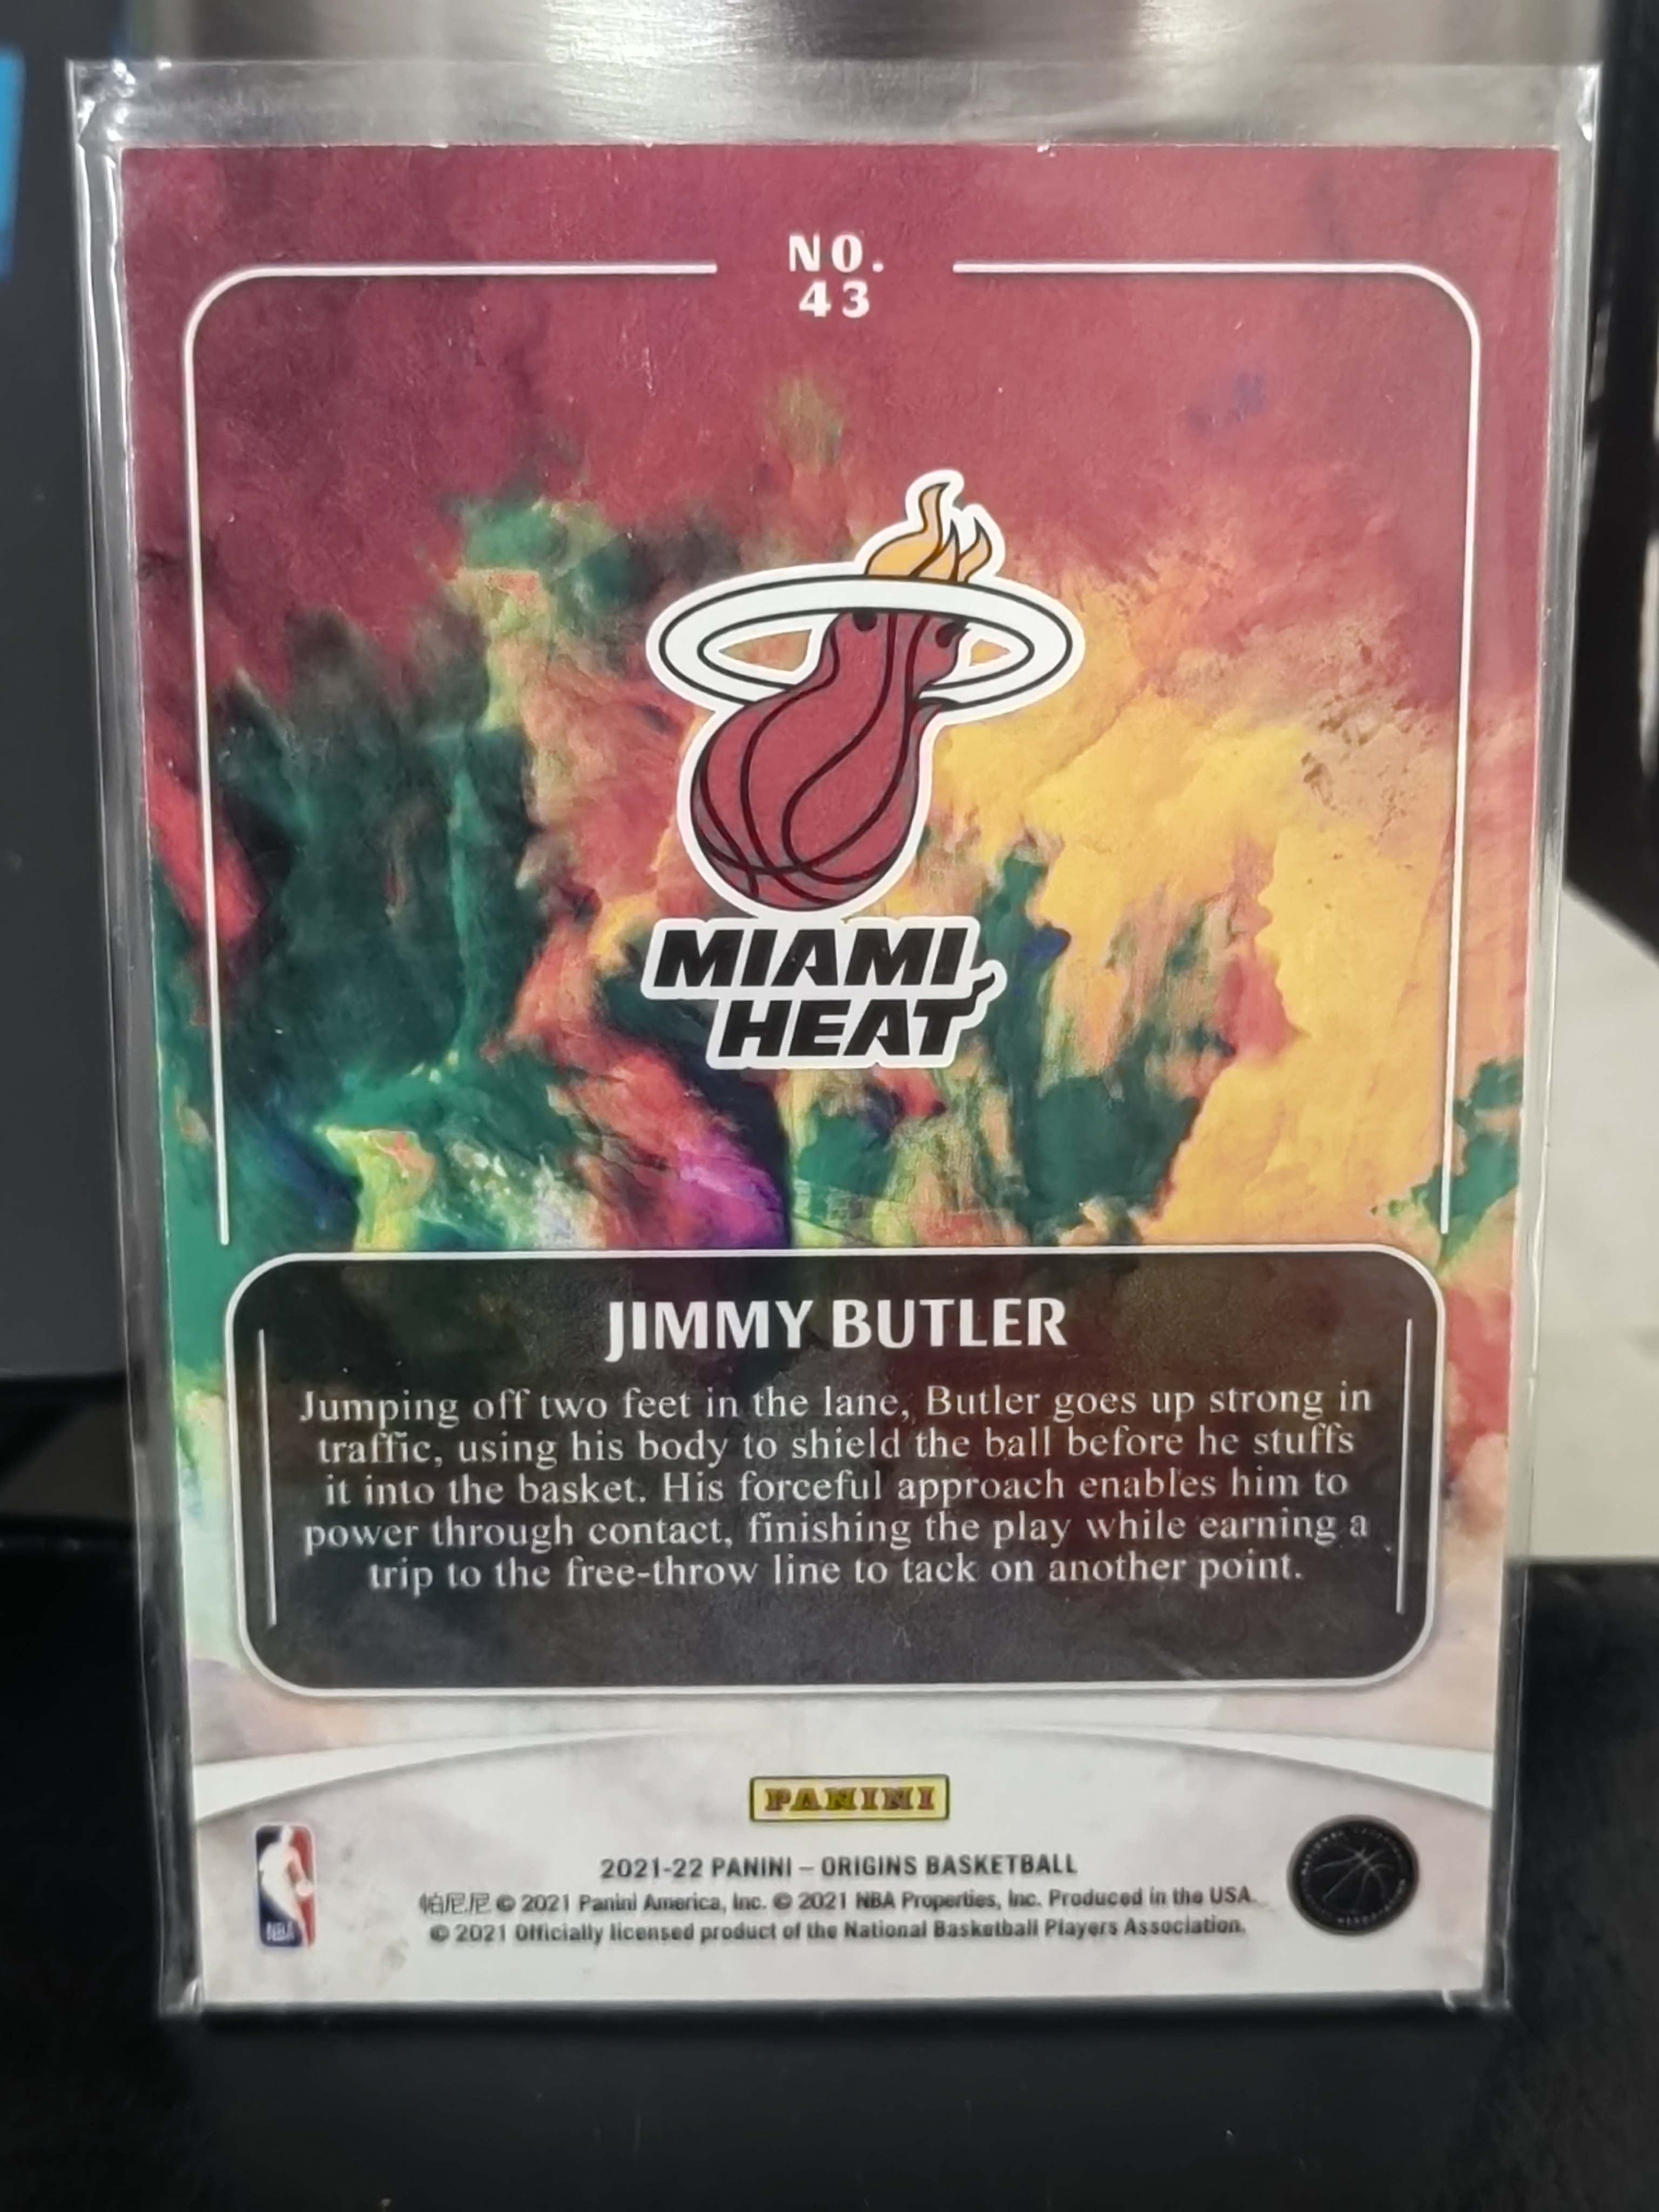 NO.
43
MIAMI
HEAT
JIMMY BUTLER
Jumping off two feet in the lane, Butler goes up strong in
traffic, using his body to shield the ball before he stuffs
it into the basket. His forceful approach enables him to
power through contact, finishing the play while earning a
trip to the free-throw line to tack on another point.
PANINI
2021-22 PANINI – ORIGINS BASKETBALL
帕尼尼 © 2021 Panini America, Inc. © 2021 NBA Properties, Inc. Produced in the USA.
© 2021 Officially licensed product of the National Basketball Players Association.
NBA